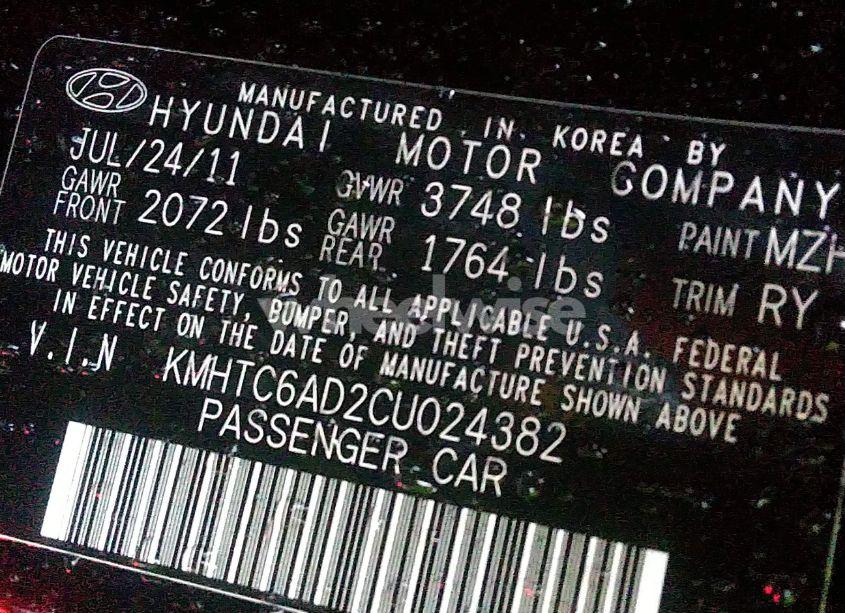 MANUFACTURED IN KOREA BY
HYUNDAI MOTOR COMPANY
JUL/24/11 GVWR 3748 lbs PAINT MZH
GAWR FRONT 2072 lbs GAWR REAR 1764 lbs TRIM RY
THIS VEHICLE CONFORMS TO ALL APPLICABLE U.S.A. FEDERAL
MOTOR VEHICLE SAFETY, BUMPER, AND THEFT PREVENTION STANDARDS
IN EFFECT ON THE DATE OF MANUFACTURE SHOWN ABOVE
V.I.N KMHTC6AD2CU024382
PASSENGER CAR
wheelwise